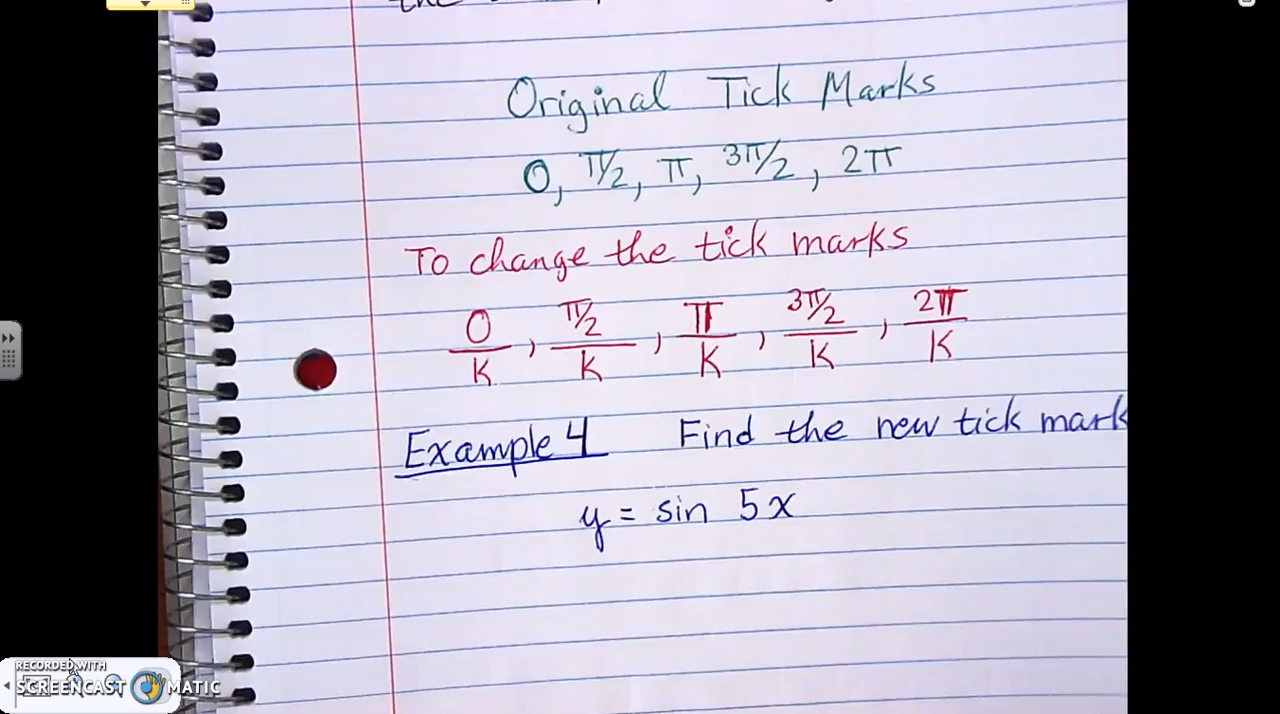 Original Tick Marks
0, π/2, π, 3π/2, 2π
To change the tick marks
0/K, π/2/K, π/K, 3π/2/K, 2π/K
Example 4 Find the new tick mark
y = sin 5x
RECORDED WITH
SCREENCAST MATIC